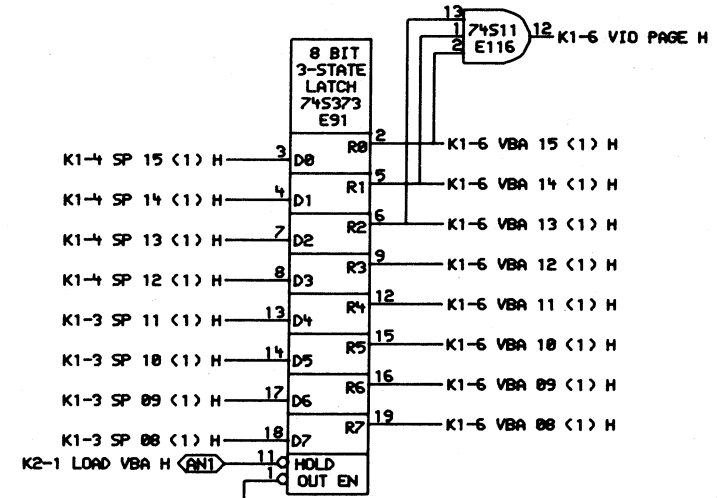 13
1 74S11 12 K1-6 VIO PAGE H
2 E116
8 BIT
3-STATE
LATCH
74S373
E91
2
K1-4 SP 15 (1) H 3 D0 R0 K1-6 VBA 15 (1) H
5
K1-4 SP 14 (1) H 4 D1 R1 K1-6 VBA 14 (1) H
6
K1-4 SP 13 (1) H 7 D2 R2 K1-6 VBA 13 (1) H
9
K1-4 SP 12 (1) H 8 D3 R3 K1-6 VBA 12 (1) H
12
K1-3 SP 11 (1) H 13 D4 R4 K1-6 VBA 11 (1) H
15
K1-3 SP 10 (1) H 14 D5 R5 K1-6 VBA 10 (1) H
16
K1-3 SP 09 (1) H 17 D6 R6 K1-6 VBA 09 (1) H
19
K1-3 SP 08 (1) H 18 D7 R7 K1-6 VBA 08 (1) H
K2-1 LOAD VBA H AN1 11 HOLD
1 OUT EN